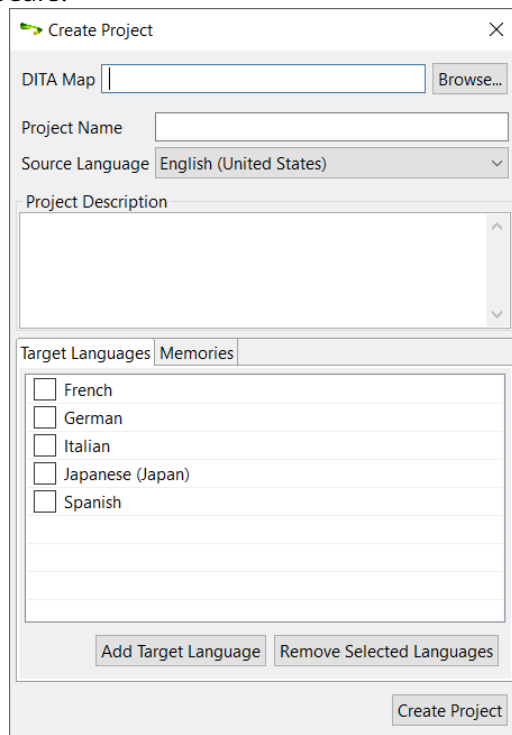 Create Project
DITA Map Browse...
Project Name
Source Language English (United States)
Project Description
Target Languages Memories
French
German
Italian
Japanese (Japan)
Spanish
Add Target Language Remove Selected Languages
Create Project